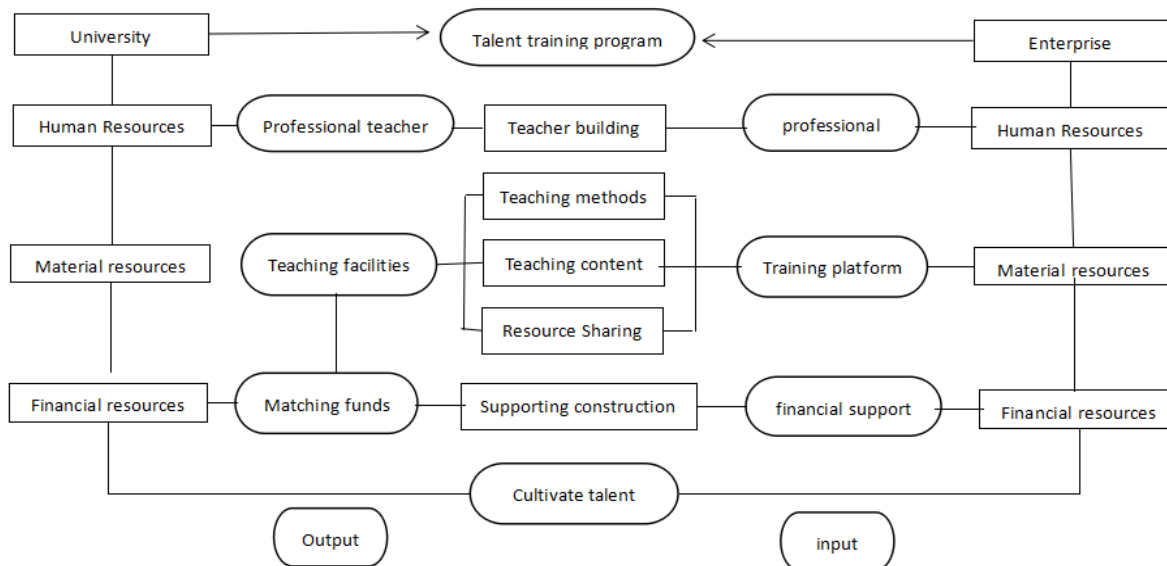 University
Talent training program
Enterprise
Human Resources
Professional teacher
Teacher building
professional
Human Resources
Teaching methods
Material resources
Teaching facilities
Teaching content
Training platform
Material resources
Resource Sharing
Financial resources
Matching funds
Supporting construction
financial support
Financial resources
Cultivate talent
Output
input